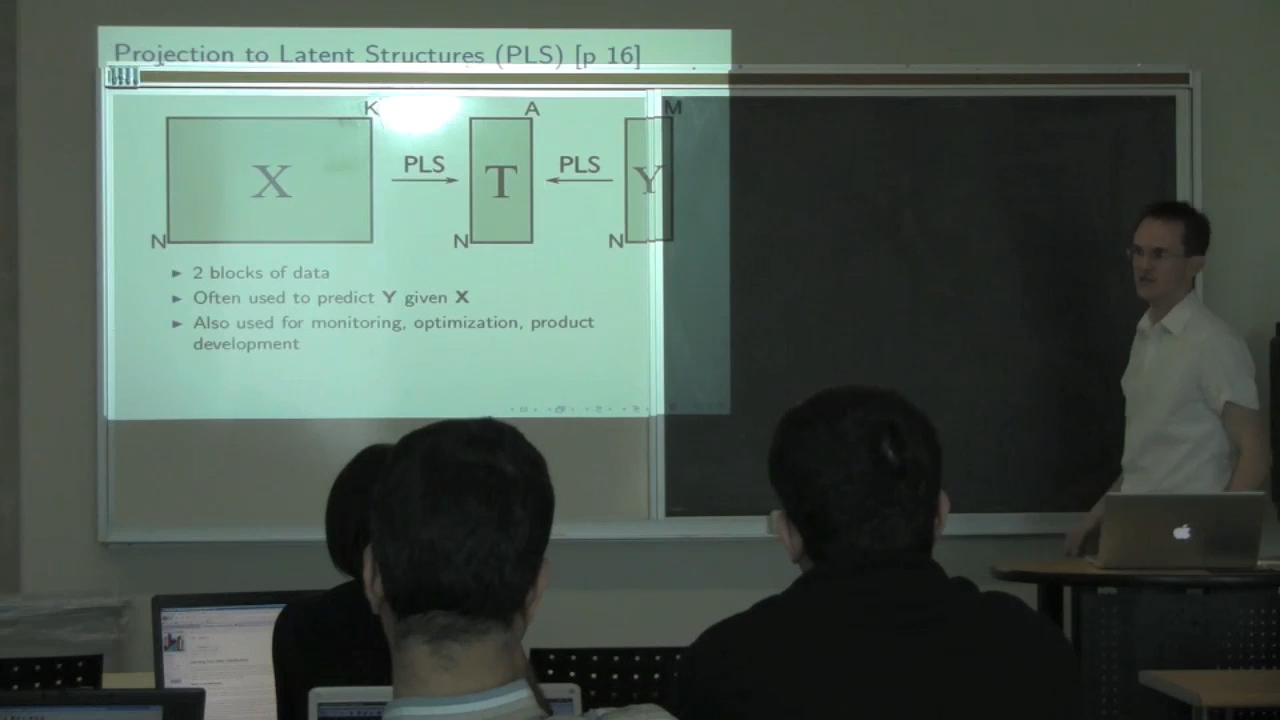 Projection to Latent Structures (PLS) [p 16]
K A M
X PLS T PLS Y
N N N
► 2 blocks of data
► Often used to predict Y given X
► Also used for monitoring, optimization, product
development